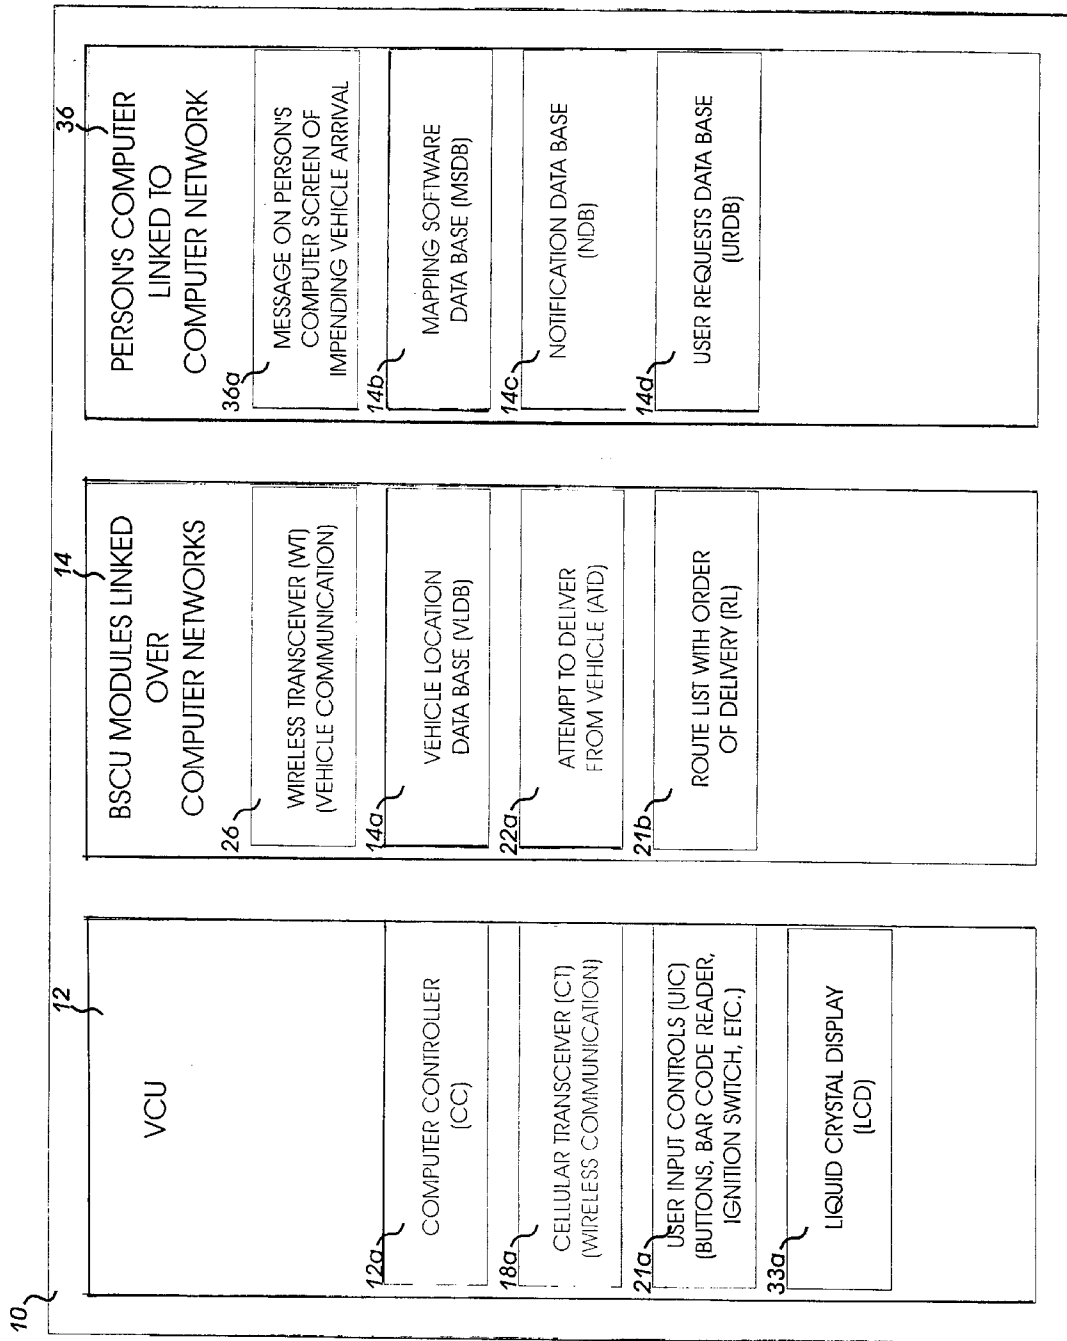 10
12
VCU
12a
COMPUTER CONTROLLER
(CC)
18a
CELLULAR TRANSCEIVER (CT)
(WIRELESS COMMUNICATION)
21a
USER INPUT CONTROLS (UIC)
(BUTTONS, BAR CODE READER,
IGNITION SWITCH, ETC.)
33a
LIQUID CRYSTAL DISPLAY
(LCD)
14
BSCU MODULES LINKED
OVER
COMPUTER NETWORKS
26
WIRELESS TRANSCEIVER (WT)
(VEHICLE COMMUNICATION)
14a
VEHICLE LOCATION
DATA BASE (VLDB)
22a
ATTEMPT TO DELIVER
FROM VEHICLE (ATD)
21b
ROUTE LIST WITH ORDER
OF DELIVERY (RL)
36
PERSON'S COMPUTER
LINKED TO
COMPUTER NETWORK
36a
MESSAGE ON PERSON'S
COMPUTER SCREEN OF
IMPENDING VEHICLE ARRIVAL
14b
MAPPING SOFTWARE
DATA BASE (MSDB)
14c
NOTIFICATION DATA BASE
(NDB)
14d
USER REQUESTS DATA BASE
(URDB)